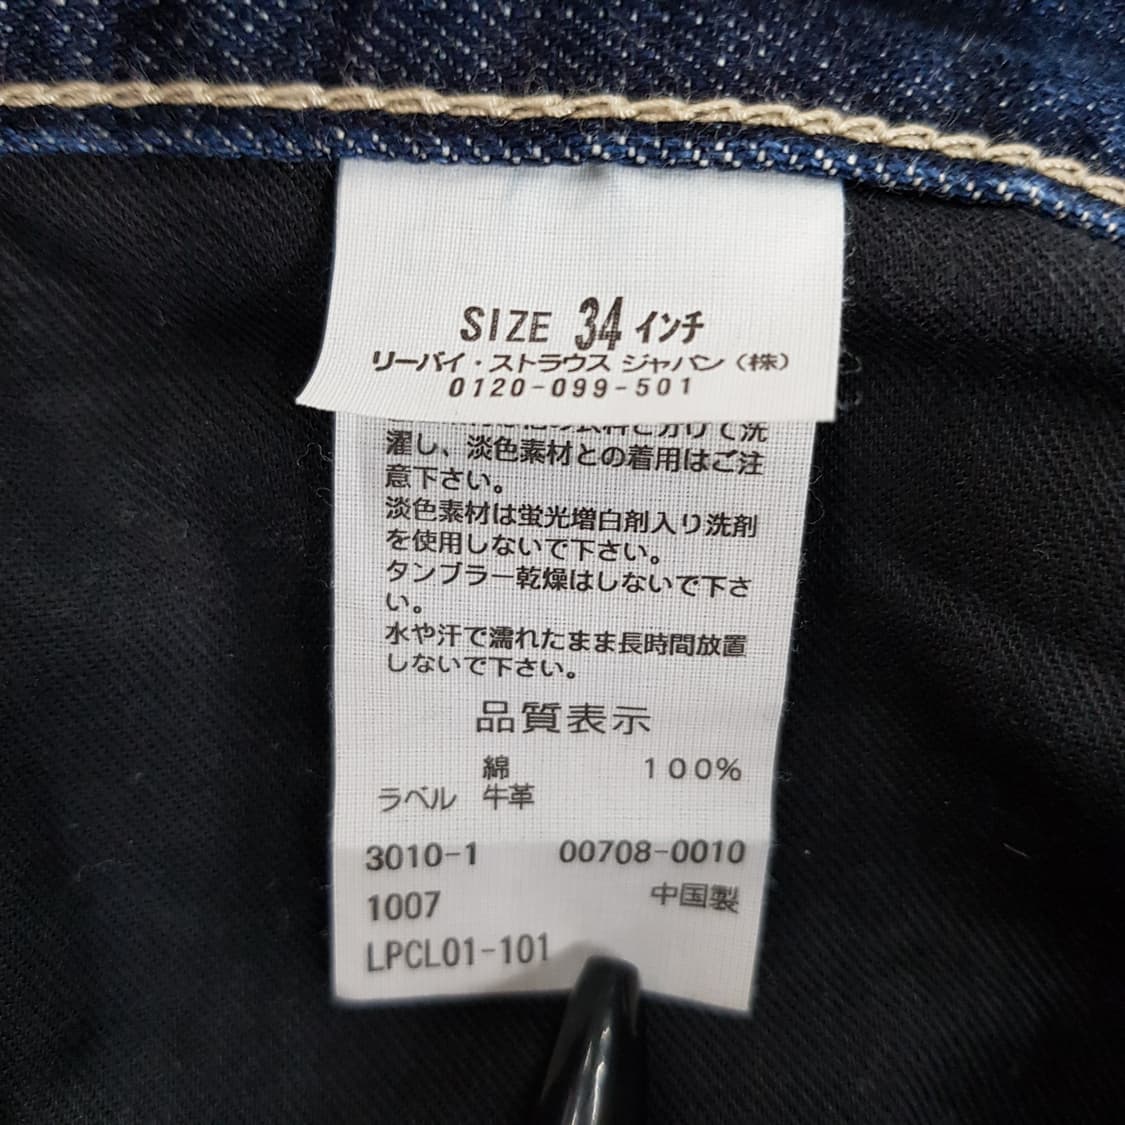 SIZE 34 インチ
リーバイ・ストラウス ジャパン（株）
0120-099-501
分けて洗
濯し、淡色素材との着用はご注
意下さい。
淡色素材は蛍光増白剤入り洗剤
を使用しないで下さい。
タンブラー乾燥はしないで下さ
い。
水や汗で濡れたまま長時間放置
しないで下さい。
品質表示
綿 100%
ラベル 牛革
3010-1 00708-0010
1007 中国製
LPCL01-101